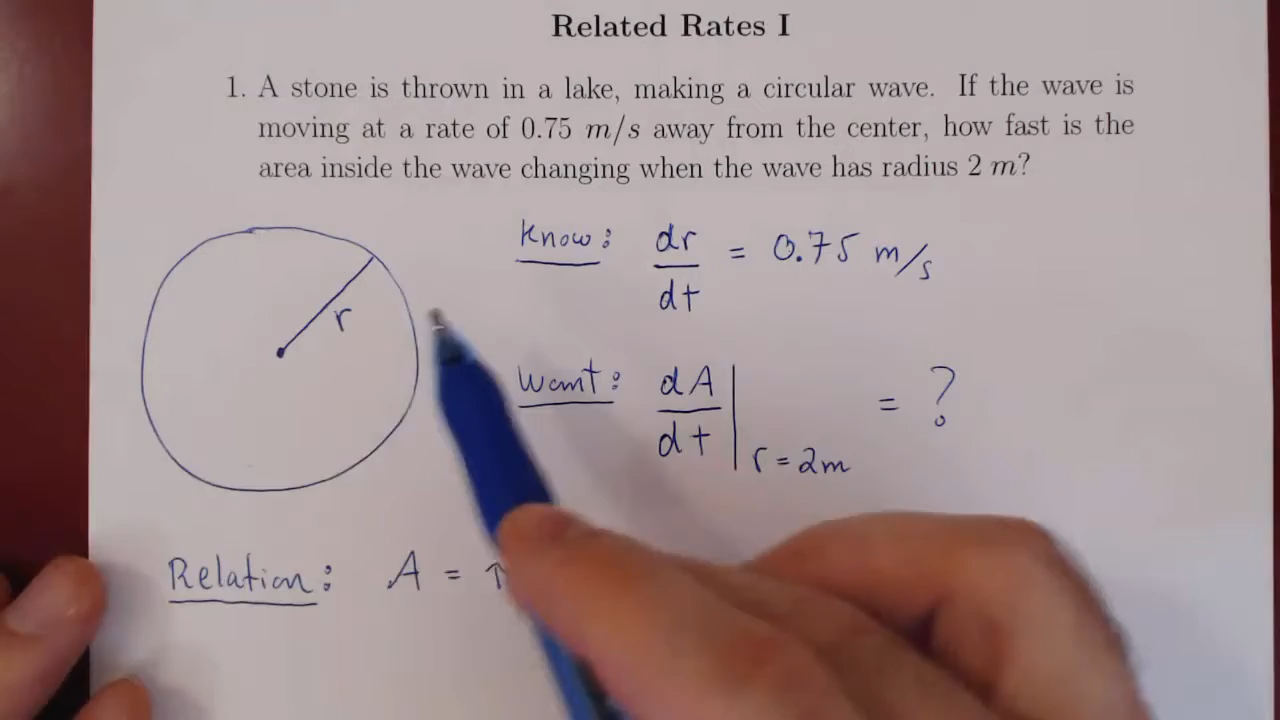 Related Rates I
1. A stone is thrown in a lake, making a circular wave. If the wave is
moving at a rate of 0.75 m/s away from the center, how fast is the
area inside the wave changing when the wave has radius 2 m?
Know: dr/dt = 0.75 m/s
r
Want: dA/dt | r = 2m = ?
Relation: A =